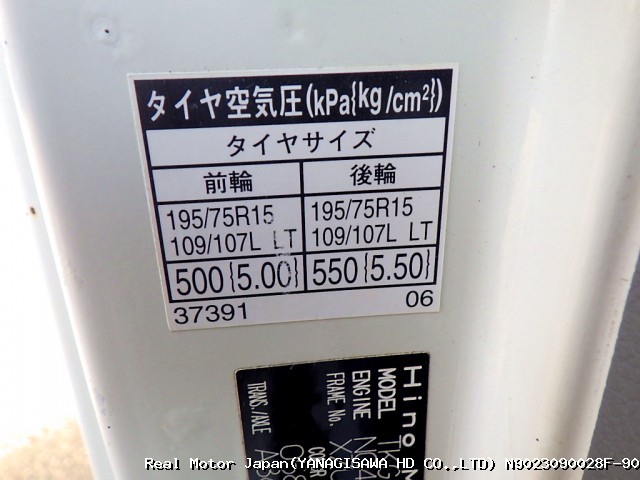 タイヤ空気圧(kPa{kg/cm²})
タイヤサイズ
前輪 後輪
195/75R15 195/75R15
109/107L LT 109/107L LT
500{5.00} 550{5.50}
37391 06
Hino
MODEL
ENGINE
FRAME No.
COLOR
TRANS./AXLE
Real Motor Japan(YANAGISAWA HD CO.,LTD) N9023090028F-90